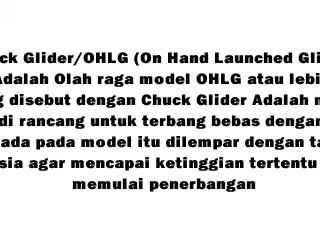 ck Glider/OHLG (On Hand Launched Gli
Adalah Olah raga model OHLG atau lebi
g disebut dengan Chuck Glider Adalah m
di rancang untuk terbang bebas dengan
ada pada model itu dilempar dengan ta
sia agar mencapai ketinggian tertentu
memulai penerbangan